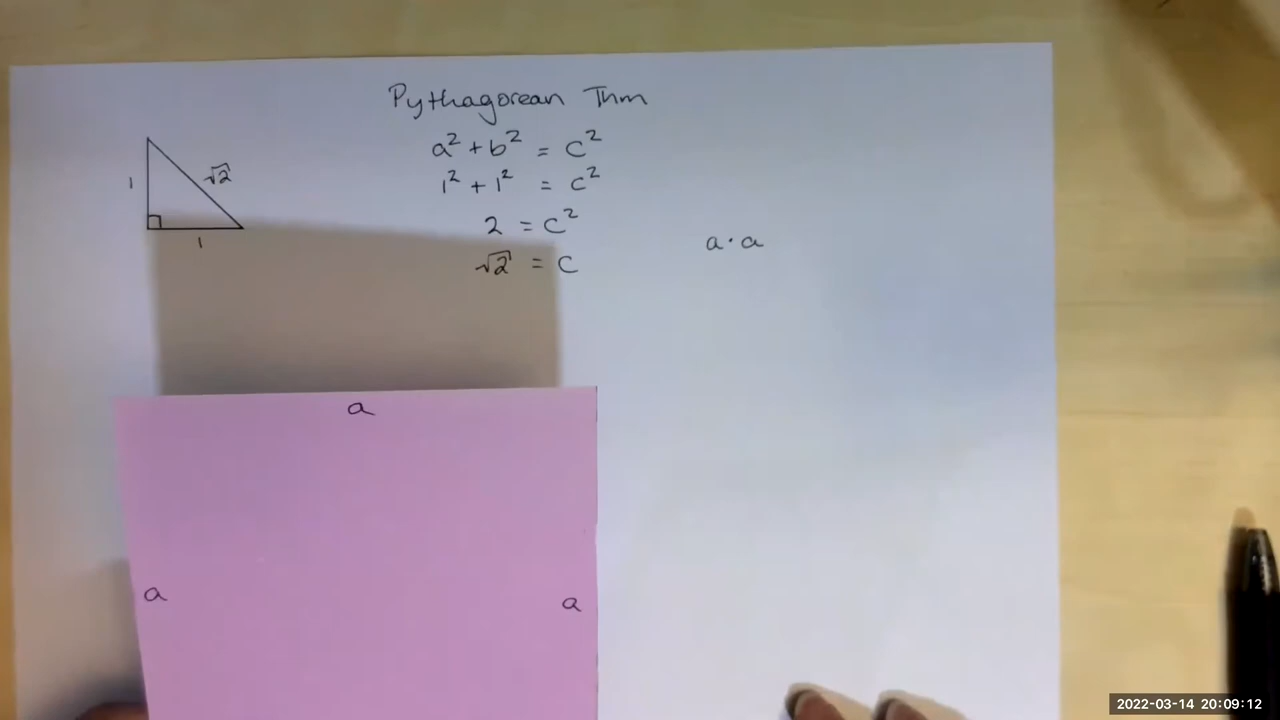 Pythagorean Thm
a² + b² = c²
1² + 1² = c²
2 = c²
√2 = c
1
√2
1
a · a
a
a
a
2022-03-14 20:09:12